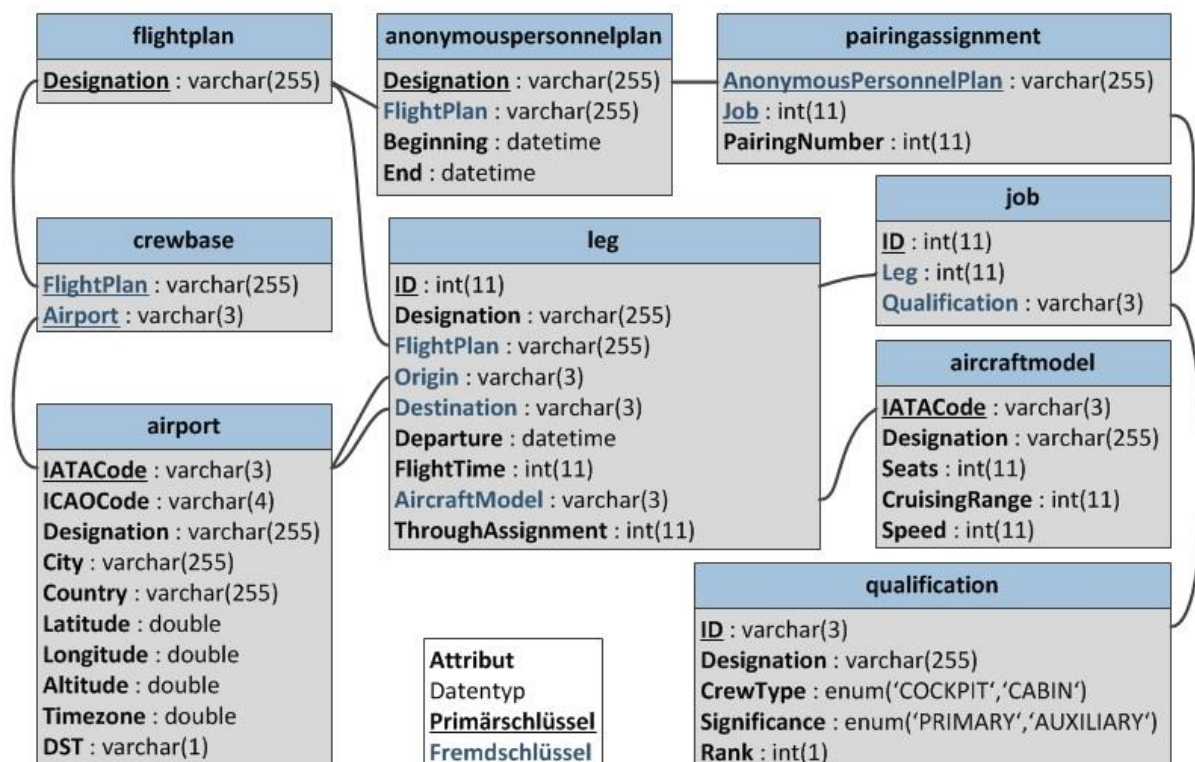 flightplan
Designation : varchar(255)
anonymouspersonnelplan
Designation : varchar(255)
FlightPlan : varchar(255)
Beginning : datetime
End : datetime
pairingassignment
AnonymousPersonnelPlan : varchar(255)
Job : int(11)
PairingNumber : int(11)
crewbase
FlightPlan : varchar(255)
Airport : varchar(3)
leg
ID : int(11)
Designation : varchar(255)
FlightPlan : varchar(255)
Origin : varchar(3)
Destination : varchar(3)
Departure : datetime
FlightTime : int(11)
AircraftModel : varchar(3)
ThroughAssignment : int(11)
job
ID : int(11)
Leg : int(11)
Qualification : varchar(3)
aircraftmodel
IATACode : varchar(3)
Designation : varchar(255)
Seats : int(11)
CruisingRange : int(11)
Speed : int(11)
airport
IATACode : varchar(3)
ICAOCode : varchar(4)
Designation : varchar(255)
City : varchar(255)
Country : varchar(255)
Latitude : double
Longitude : double
Altitude : double
Timezone : double
DST : varchar(1)
Attribut
Datentyp
Primärschlüssel
Fremdschlüssel
qualification
ID : varchar(3)
Designation : varchar(255)
CrewType : enum(‘COCKPIT‘,‘CABIN‘)
Significance : enum(‘PRIMARY‘,‘AUXILIARY‘)
Rank : int(1)